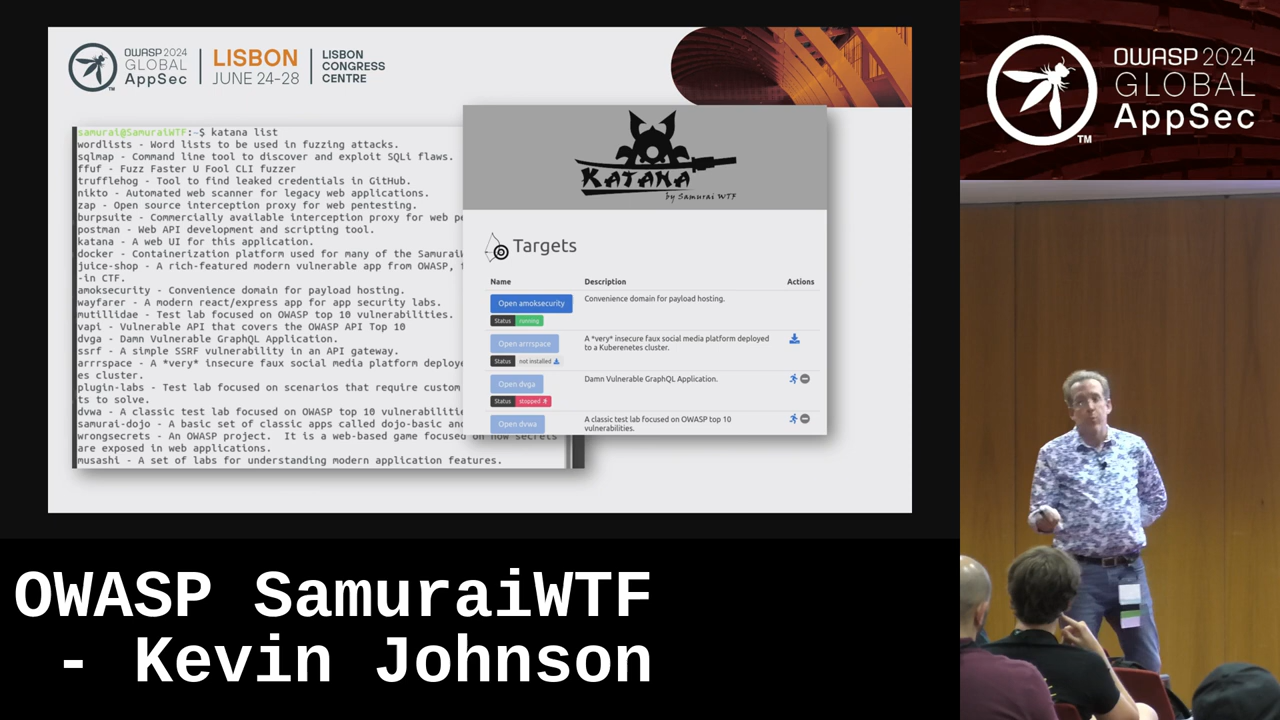 OWASP 2024
GLOBAL
AppSec
TM
LISBON
JUNE 24-28
LISBON
CONGRESS
CENTRE
samurai@SamuraiWTF:~$ katana list
wordlists - Word lists to be used in fuzzing attacks.
sqlmap - Command line tool to discover and exploit SQLi flaws.
ffuf - Fuzz Faster U Fool CLI fuzzer
trufflehog - Tool to find leaked credentials in GitHub.
nikto - Automated web scanner for legacy web applications.
zap - Open source interception proxy for web pentesting.
burpsuite - Commercially available interception proxy for web pe
postman - Web API development and scripting tool.
katana - A web UI for this application.
docker - Containerization platform used for many of the Samurai
juice-shop - A rich-featured modern vulnerable app from OWASP,
-in CTF.
amoksecurity - Convenience domain for payload hosting.
wayfarer - A modern react/express app for app security labs.
mutillidae - Test lab focused on OWASP top 10 vulnerabilities.
vapi - Vulnerable API that covers the OWASP API Top 10
dvga - Damn Vulnerable GraphQL Application.
ssrf - A simple SSRF vulnerability in an API gateway.
arrrspace - A *very* insecure faux social media platform deploye
es cluster.
plugin-labs - Test lab focused on scenarios that require custom
ts to solve.
dvwa - A classic test lab focused on OWASP top 10 vulnerabilitie
samurai-dojo - A basic set of classic apps called dojo-basic and
wrongsecrets - An OWASP project.  It is a web-based game focused on how secrets
are exposed in web applications.
musashi - A set of labs for understanding modern application features.
KATANA
by Samurai WTF
Targets
Name Description Actions
Open amoksecurity Convenience domain for payload hosting.
Status running
Open arrrspace A *very* insecure faux social media platform deployed
to a Kuberenetes cluster.
Status not installed
Open dvga Damn Vulnerable GraphQL Application.
Status stopped
Open dvwa A classic test lab focused on OWASP top 10
vulnerabilities.
OWASP 2024
GLOBAL
AppSec
TM
OWASP SamuraiWTF
- Kevin Johnson